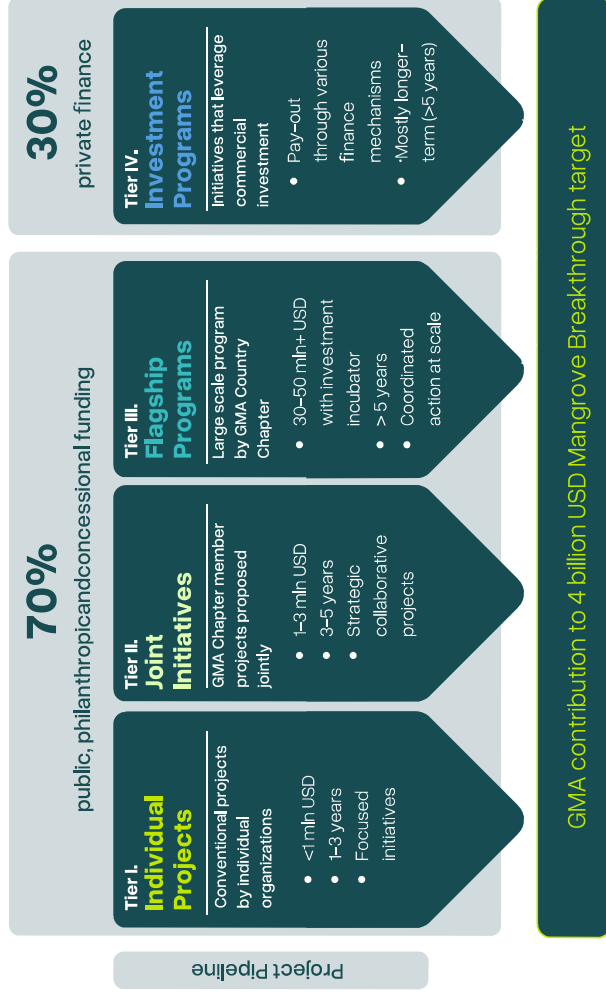 Project Pipeline
70%
public, philanthropicandconcessional funding
Tier I.
Individual
Projects
Conventional projects
by individual
organizations
• <1 mln USD
• 1–3 years
• Focused
initiatives
Tier II.
Joint
Initiatives
GMA Chapter member
projects proposed
jointly
• 1–3 mln USD
• 3–5 years
• Strategic
collaborative
projects
Tier III.
Flagship
Programs
Large scale program
by GMA Country
Chapter
• 30–50 mln+ USD
with investment
incubator
• > 5 years
• Coordinated
action at scale
30%
private finance
Tier IV.
Investment
Programs
Initiatives that leverage
commercial
investment
• Pay–out
through various
finance
mechanisms
• 'Mostly longer–
term (>5 years)
GMA contribution to 4 billion USD Mangrove Breakthrough target